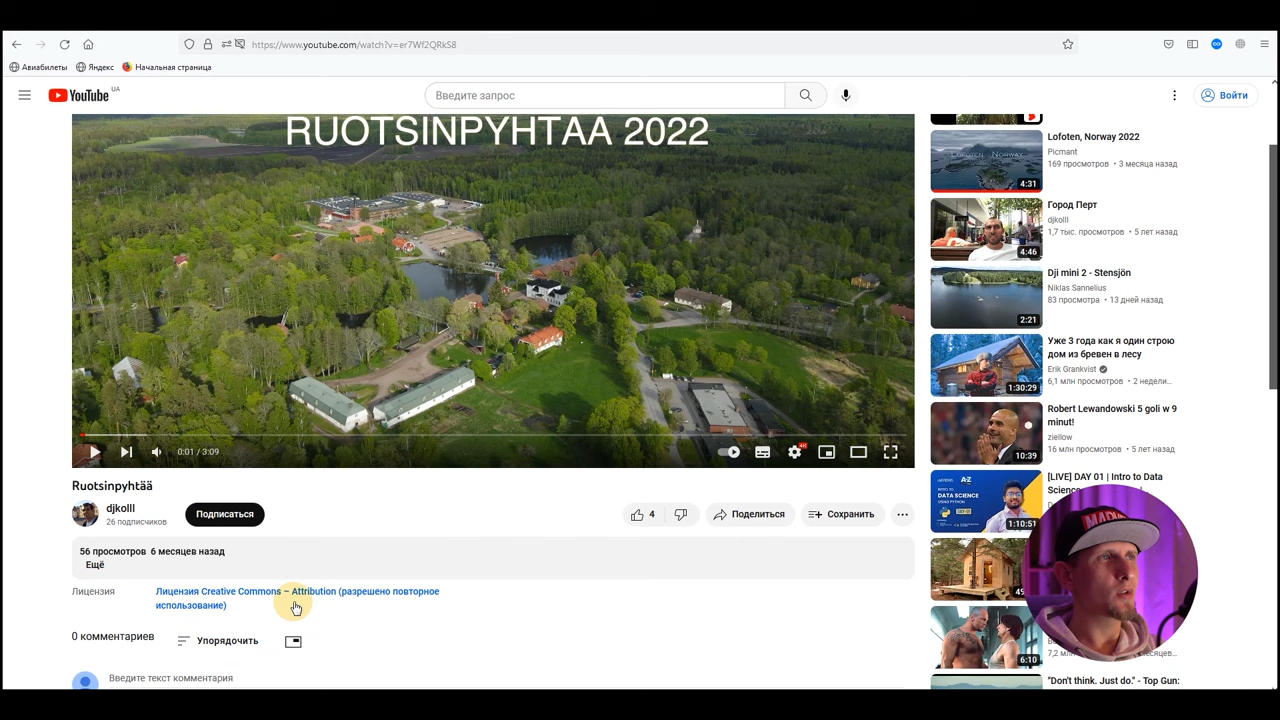 https://www.youtube.com/watch?v=er7Wf2QRkS8
Авиабилеты
Яндекс
Начальная страница
YouTube UA
Введите запрос
Войти
RUOTSINPYHTAA 2022
0:01 / 3:09
Ruotsinpyhtää
djkolll
26 подписчиков
Подписаться
4
Поделиться
Сохранить
56 просмотров 6 месяцев назад
Ещё
Лицензия
Лицензия Creative Commons – Attribution (разрешено повторное
использование)
0 комментариев
Упорядочить
Введите текст комментария
Lofoten, Norway 2022
Picmant
169 просмотров • 3 месяца назад
4:31
Город Перт
djkolll
1,7 тыс. просмотров • 5 лет назад
4:46
Dji mini 2 - Stensjön
Niklas Sannelius
83 просмотра • 13 дней назад
2:21
Уже 3 года как я один строю
дом из бревен в лесу
Erik Grankvist
6,1 млн просмотров • 2 недели...
1:30:29
Robert Lewandowski 5 goli w 9
minut!
ziellow
16 млн просмотров • 5 лет назад
10:39
[LIVE] DAY 01 | Intro to Data
INTRO TO
DATA SCIENCE
1:10:51
6:10
"Don't think. Just do." - Top Gun: